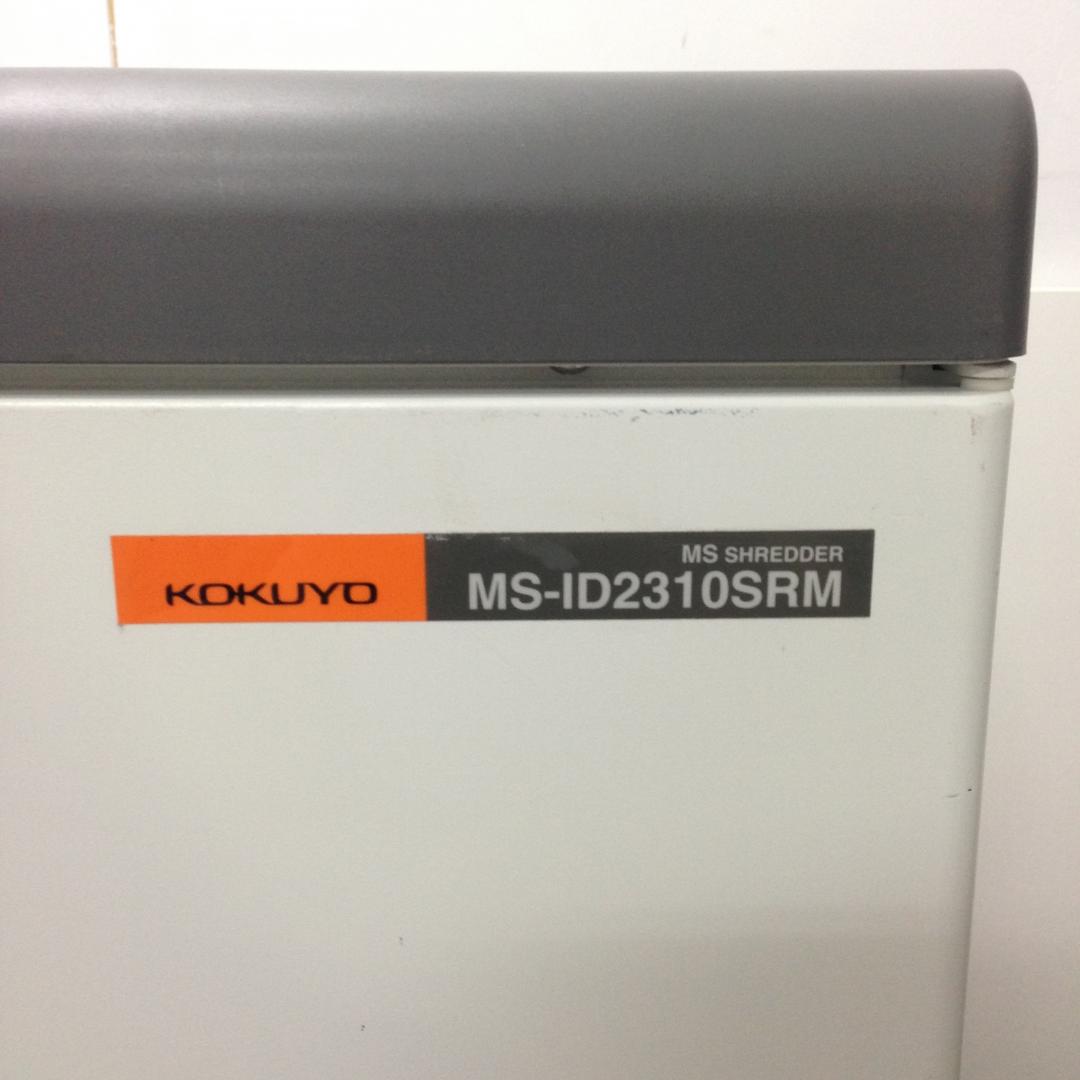 KOKUYO
MS SHREDDER
MS-ID2310SRM